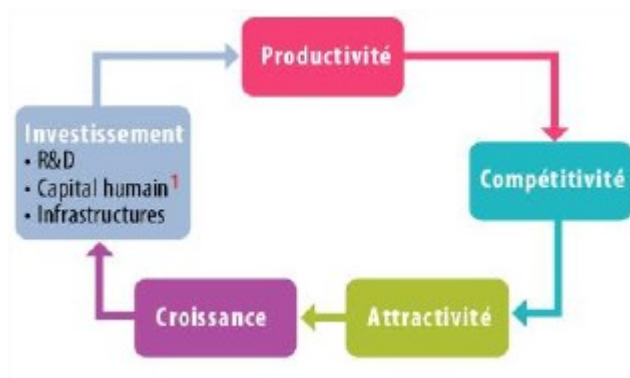 Productivité
Investissement
• R&D
• Capital humain1
• Infrastructures
Compétitivité
Croissance
Attractivité